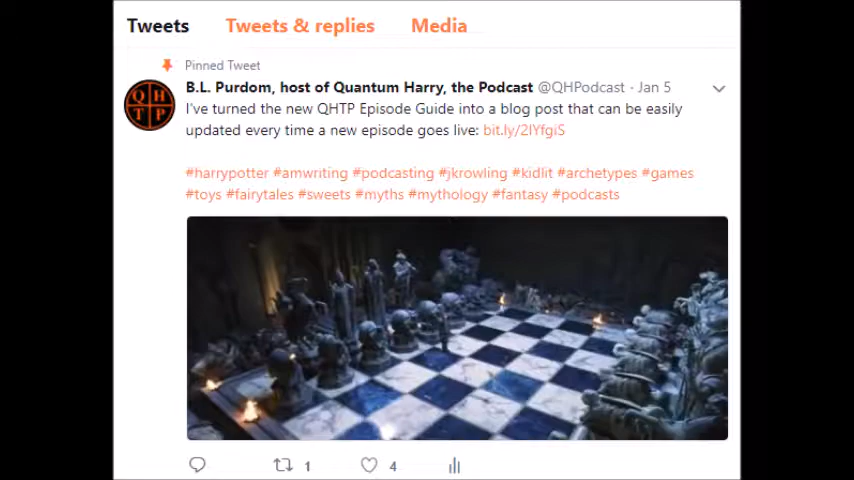 Tweets Tweets & replies Media
Pinned Tweet
B.L. Purdom, host of Quantum Harry, the Podcast @QHPodcast · Jan 5
I've turned the new QHTP Episode Guide into a blog post that can be easily
updated every time a new episode goes live: bit.ly/2IYfgiS
#harrypotter #amwriting #podcasting #jkrowling #kidlit #archetypes #games
#toys #fairytales #sweets #myths #mythology #fantasy #podcasts
Q H
T P
1 4